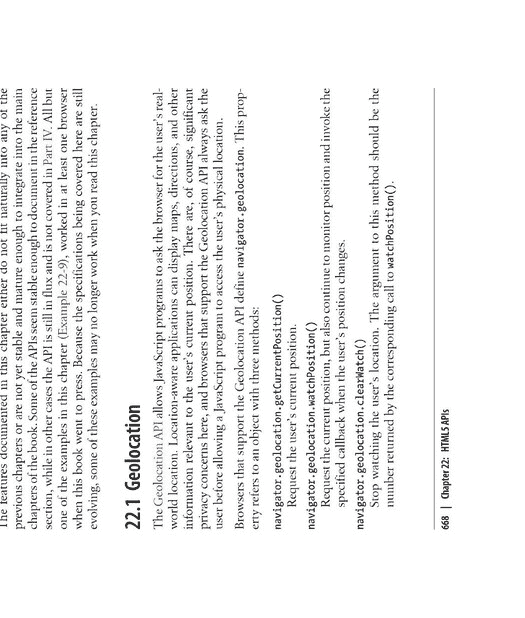 The features documented in this chapter either do not fit naturally into any of the
previous chapters or are not yet stable and mature enough to integrate into the main
chapters of the book. Some of the APIs seem stable enough to document in the reference
section, while in other cases the API is still in flux and is not covered in Part IV. All but
one of the examples in this chapter (Example 22-9), worked in at least one browser
when this book went to press. Because the specifications being covered here are still
evolving, some of these examples may no longer work when you read this chapter.
22.1 Geolocation
The Geolocation API allows JavaScript programs to ask the browser for the user's real-
world location. Location-aware applications can display maps, directions, and other
information relevant to the user's current position. There are, of course, significant
privacy concerns here, and browsers that support the Geolocation API always ask the
user before allowing a JavaScript program to access the user's physical location.
Browsers that support the Geolocation API define navigator.geolocation. This prop-
erty refers to an object with three methods:
navigator.geolocation.getCurrentPosition()
Request the user's current position.
navigator.geolocation.watchPosition()
Request the current position, but also continue to monitor position and invoke the
specified callback when the user's position changes.
navigator.geolocation.clearWatch()
Stop watching the user's location. The argument to this method should be the
number returned by the corresponding call to watchPosition().
668 | Chapter 22: HTML5 APIs